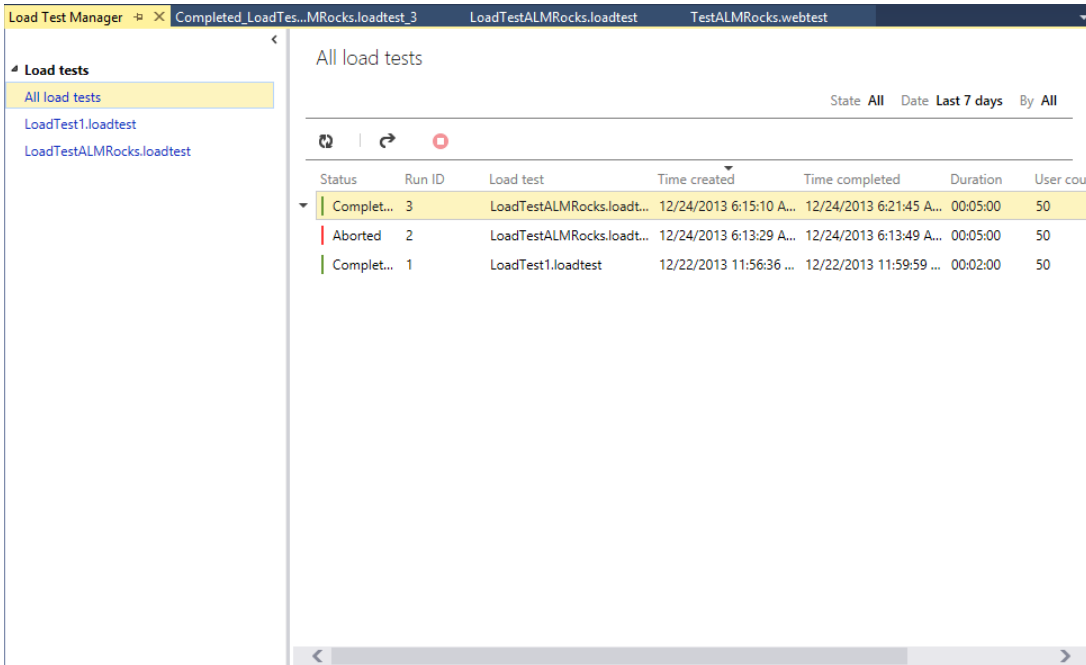 Load Test Manager Completed_LoadTes...MRocks.loadtest_3 LoadTestALMRocks.loadtest TestALMRocks.webtest
Load tests
All load tests
LoadTest1.loadtest
LoadTestALMRocks.loadtest
All load tests
State All Date Last 7 days By All
Status Run ID Load test Time created Time completed Duration User cou
Complet... 3 LoadTestALMRocks.loadt... 12/24/2013 6:15:10 A... 12/24/2013 6:21:45 A... 00:05:00 50
Aborted 2 LoadTestALMRocks.loadt... 12/24/2013 6:13:29 A... 12/24/2013 6:13:49 A... 00:05:00 50
Complet... 1 LoadTest1.loadtest 12/22/2013 11:56:36 ... 12/22/2013 11:59:59 ... 00:02:00 50